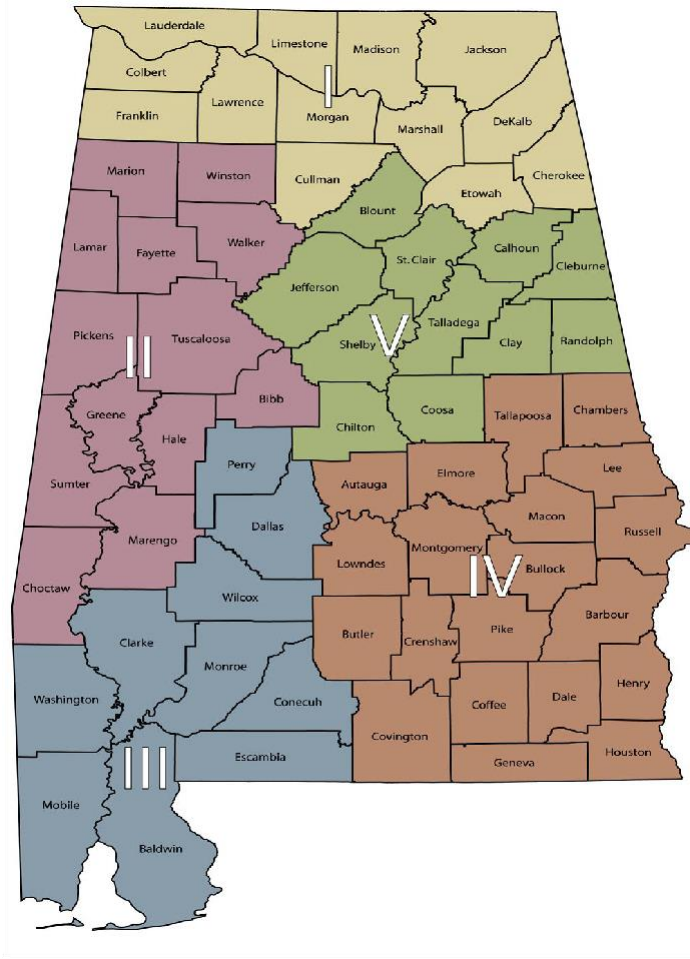 Lauderdale
Limestone
Madison
Jackson
Colbert
Lawrence
Franklin
I
Morgan
Marshall
DeKalb
Cherokee
Cullman
Etowah
Marion
Winston
Blount
Lamar
Fayette
Walker
St. Clair
Calhoun
Cleburne
Jefferson
Pickens
II
Tuscaloosa
Shelby
V
Talladega
Clay
Randolph
Bibb
Greene
Hale
Chilton
Coosa
Tallapoosa
Chambers
Sumter
Perry
Autauga
Elmore
Lee
Marengo
Dallas
Macon
Russell
Choctaw
Lowndes
Montgomery
IV
Bullock
Wilcox
Clarke
Butler
Crenshaw
Pike
Barbour
Monroe
Washington
Conecuh
Coffee
Dale
Henry
Covington
Escambia
Geneva
Houston
III
Mobile
Baldwin